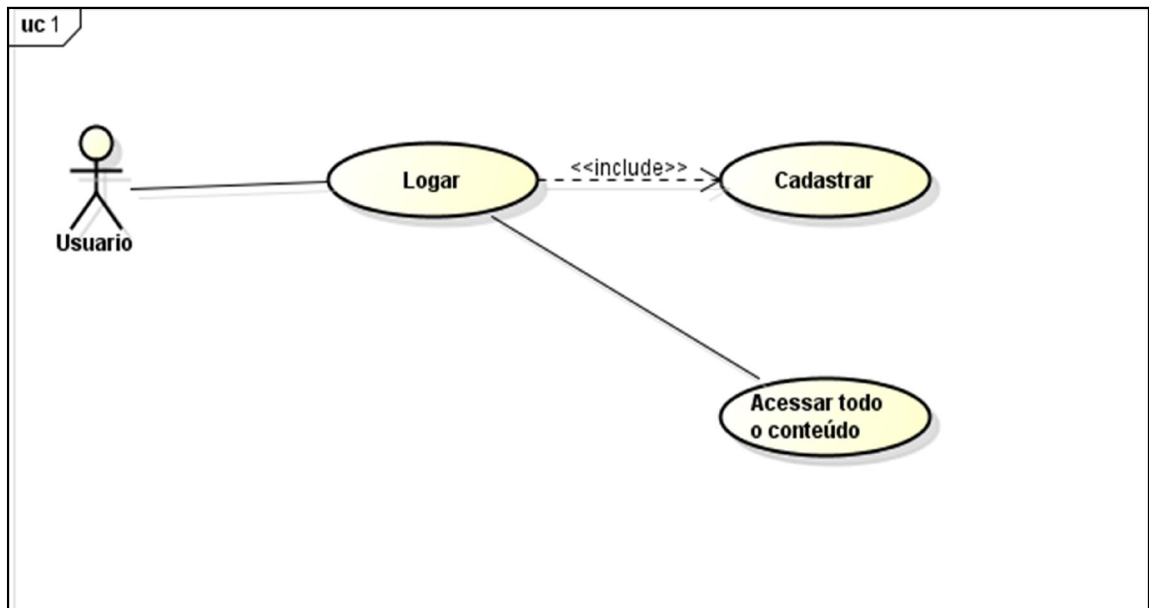 uc 1
Usuario
Logar
<<include>>
Cadastrar
Acessar todo
o conteúdo